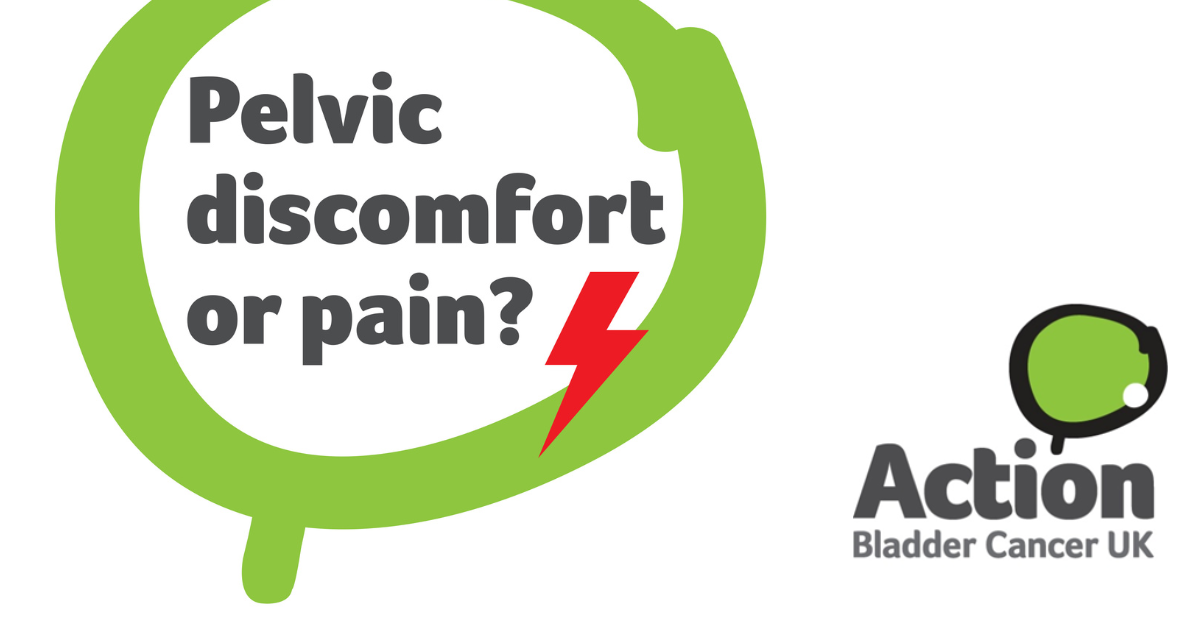 Pelvic
discomfort
or pain?
Action
Bladder Cancer UK